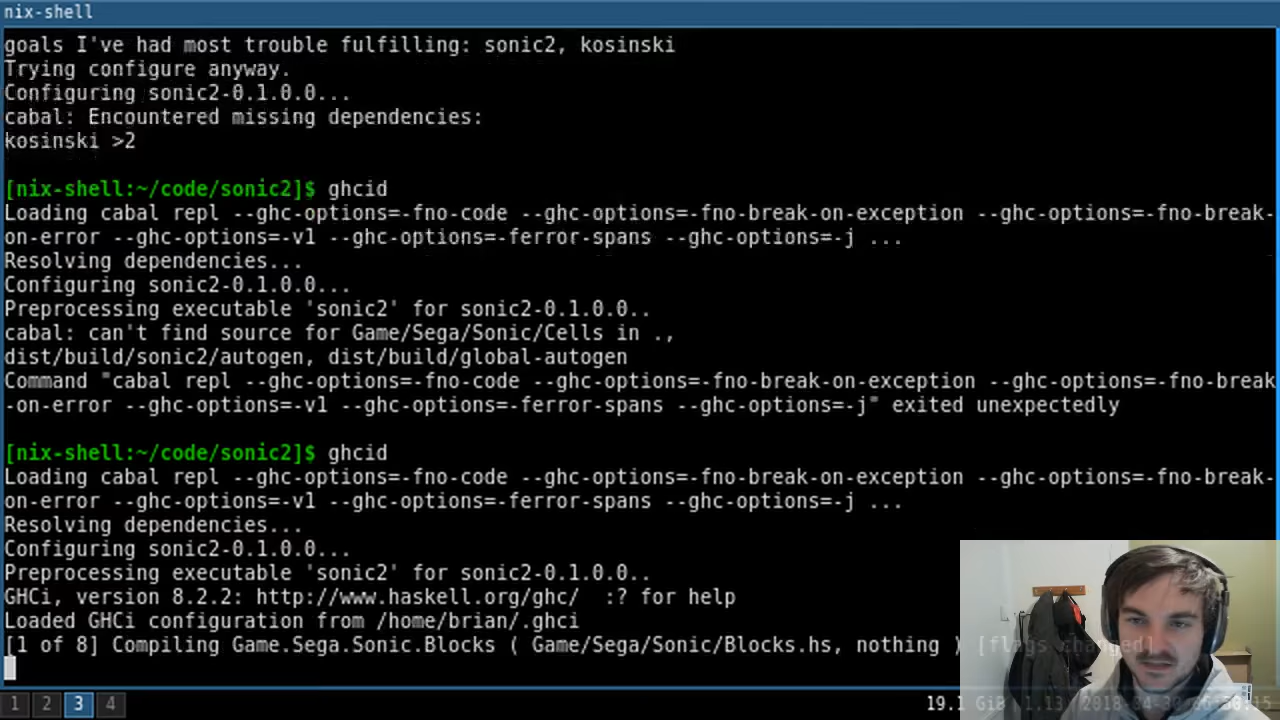 nix-shell
goals I've had most trouble fulfilling: sonic2, kosinski
Trying configure anyway.
Configuring sonic2-0.1.0.0...
cabal: Encountered missing dependencies:
kosinski >2
[nix-shell:~/code/sonic2]$ ghcid
Loading cabal repl --ghc-options=-fno-code --ghc-options=-fno-break-on-exception --ghc-options=-fno-break-
on-error --ghc-options=-v1 --ghc-options=-ferror-spans --ghc-options=-j ...
Resolving dependencies...
Configuring sonic2-0.1.0.0...
Preprocessing executable 'sonic2' for sonic2-0.1.0.0..
cabal: can't find source for Game/Sega/Sonic/Cells in .,
dist/build/sonic2/autogen, dist/build/global-autogen
Command "cabal repl --ghc-options=-fno-code --ghc-options=-fno-break-on-exception --ghc-options=-fno-break
-on-error --ghc-options=-v1 --ghc-options=-ferror-spans --ghc-options=-j" exited unexpectedly
[nix-shell:~/code/sonic2]$ ghcid
Loading cabal repl --ghc-options=-fno-code --ghc-options=-fno-break-on-exception --ghc-options=-fno-break-
on-error --ghc-options=-v1 --ghc-options=-ferror-spans --ghc-options=-j ...
Resolving dependencies...
Configuring sonic2-0.1.0.0...
Preprocessing executable 'sonic2' for sonic2-0.1.0.0..
GHCi, version 8.2.2: http://www.haskell.org/ghc/  :? for help
Loaded GHCi configuration from /home/brian/.ghci
[1 of 8] Compiling Game.Sega.Sonic.Blocks ( Game/Sega/Sonic/Blocks.hs, nothing ) [flags changed]
1 2 3 4 19.1 GiB 1.13